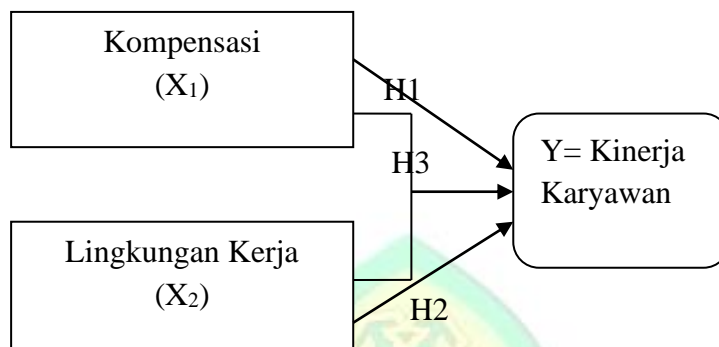 Kompensasi
(X₁)
H1
H3
Y= Kinerja
Karyawan
Lingkungan Kerja
(X₂)
H2